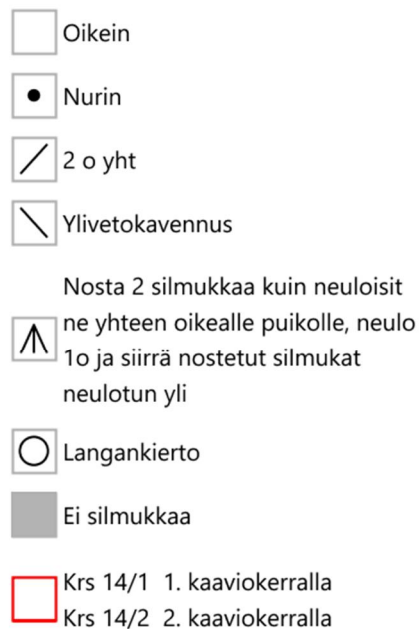 Oikein
Nurin
2 o yht
Ylivetokavennus
Nosta 2 silmukkaa kuin neuloisit
ne yhteen oikealle puikolle, neulo
1o ja siirrä nostetut silmukat
neulotun yli
Langankierto
Ei silmukkaa
Krs 14/1 1. kaaviokerralla
Krs 14/2 2. kaaviokerralla